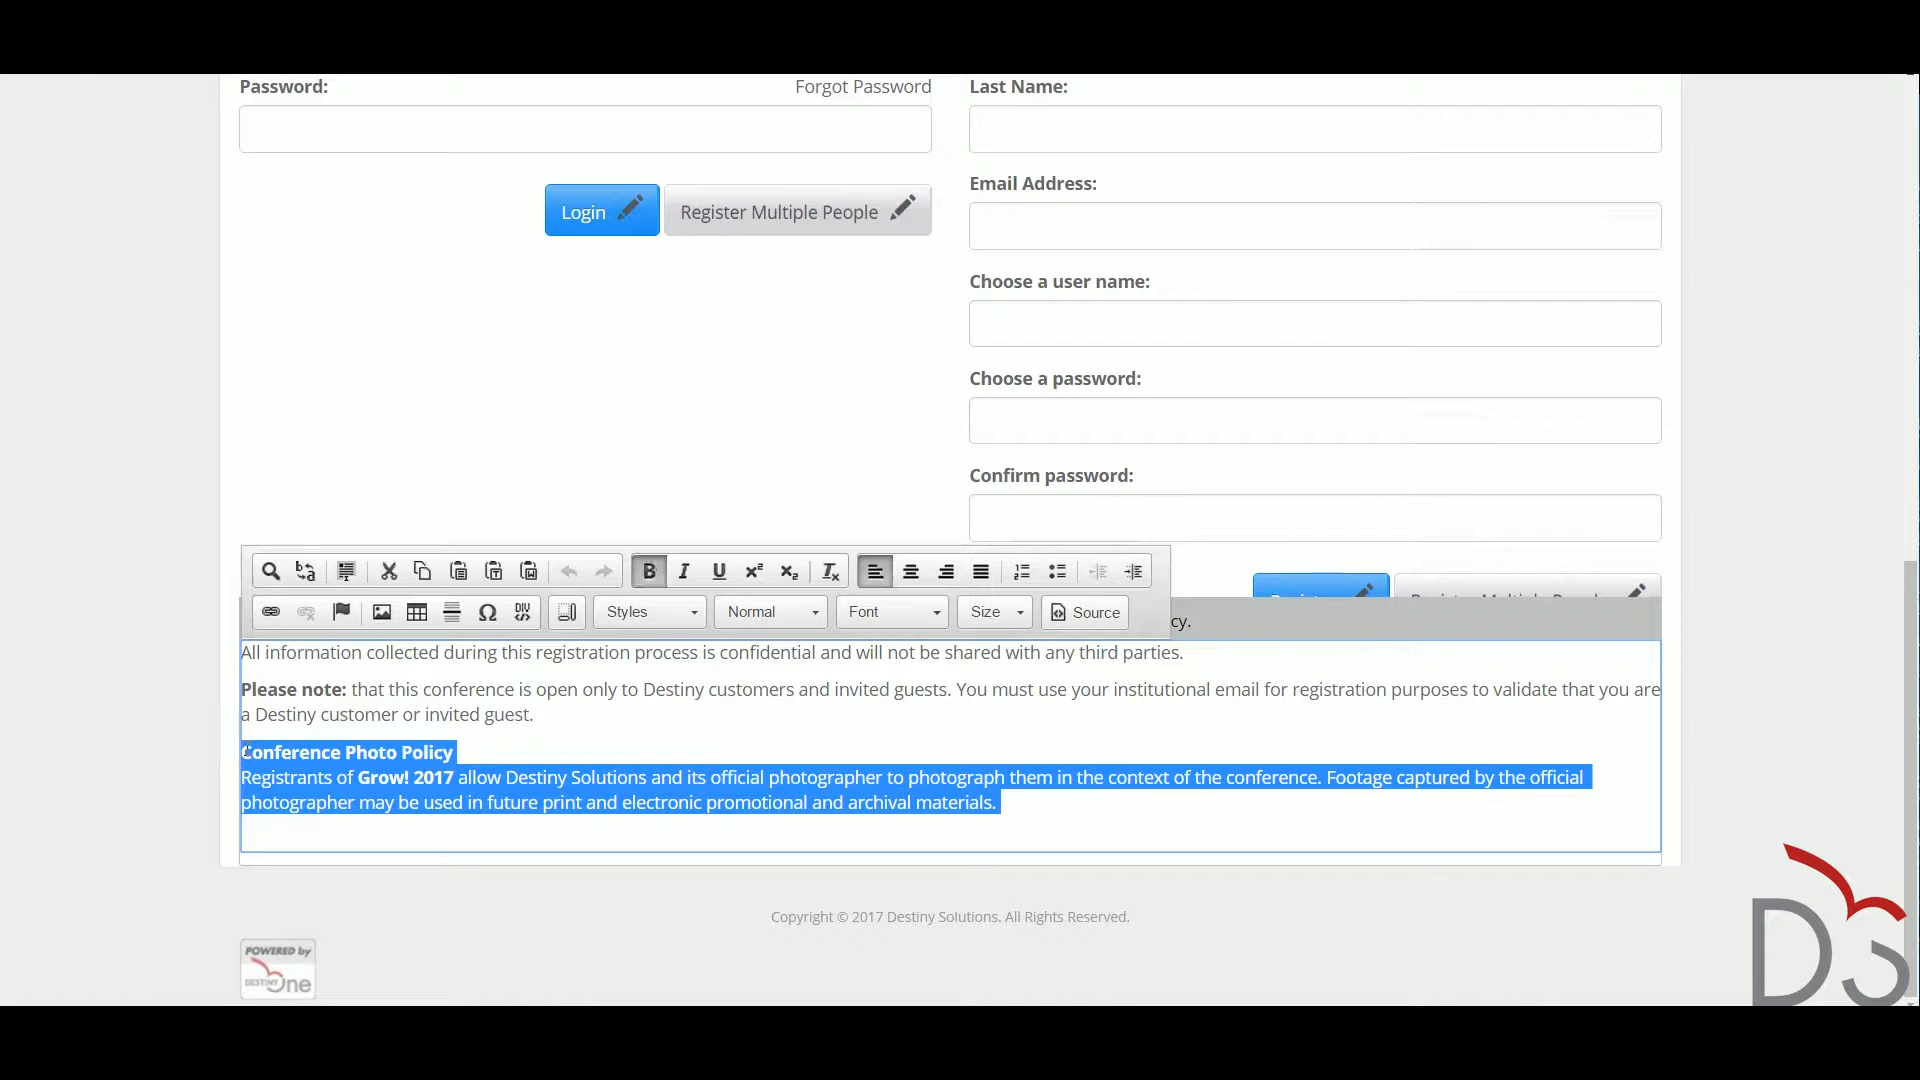 Password:
Forgot Password
Last Name:
Login
Register Multiple People
Email Address:
Choose a user name:
Choose a password:
Confirm password:
Styles
Normal
Font
Size
Source
cy.
All information collected during this registration process is confidential and will not be shared with any third parties.
Please note: that this conference is open only to Destiny customers and invited guests. You must use your institutional email for registration purposes to validate that you are
a Destiny customer or invited guest.
Conference Photo Policy
Registrants of Grow! 2017 allow Destiny Solutions and its official photographer to photograph them in the context of the conference. Footage captured by the official
photographer may be used in future print and electronic promotional and archival materials.
Copyright © 2017 Destiny Solutions. All Rights Reserved.
POWERED by
DESTINY One
D3